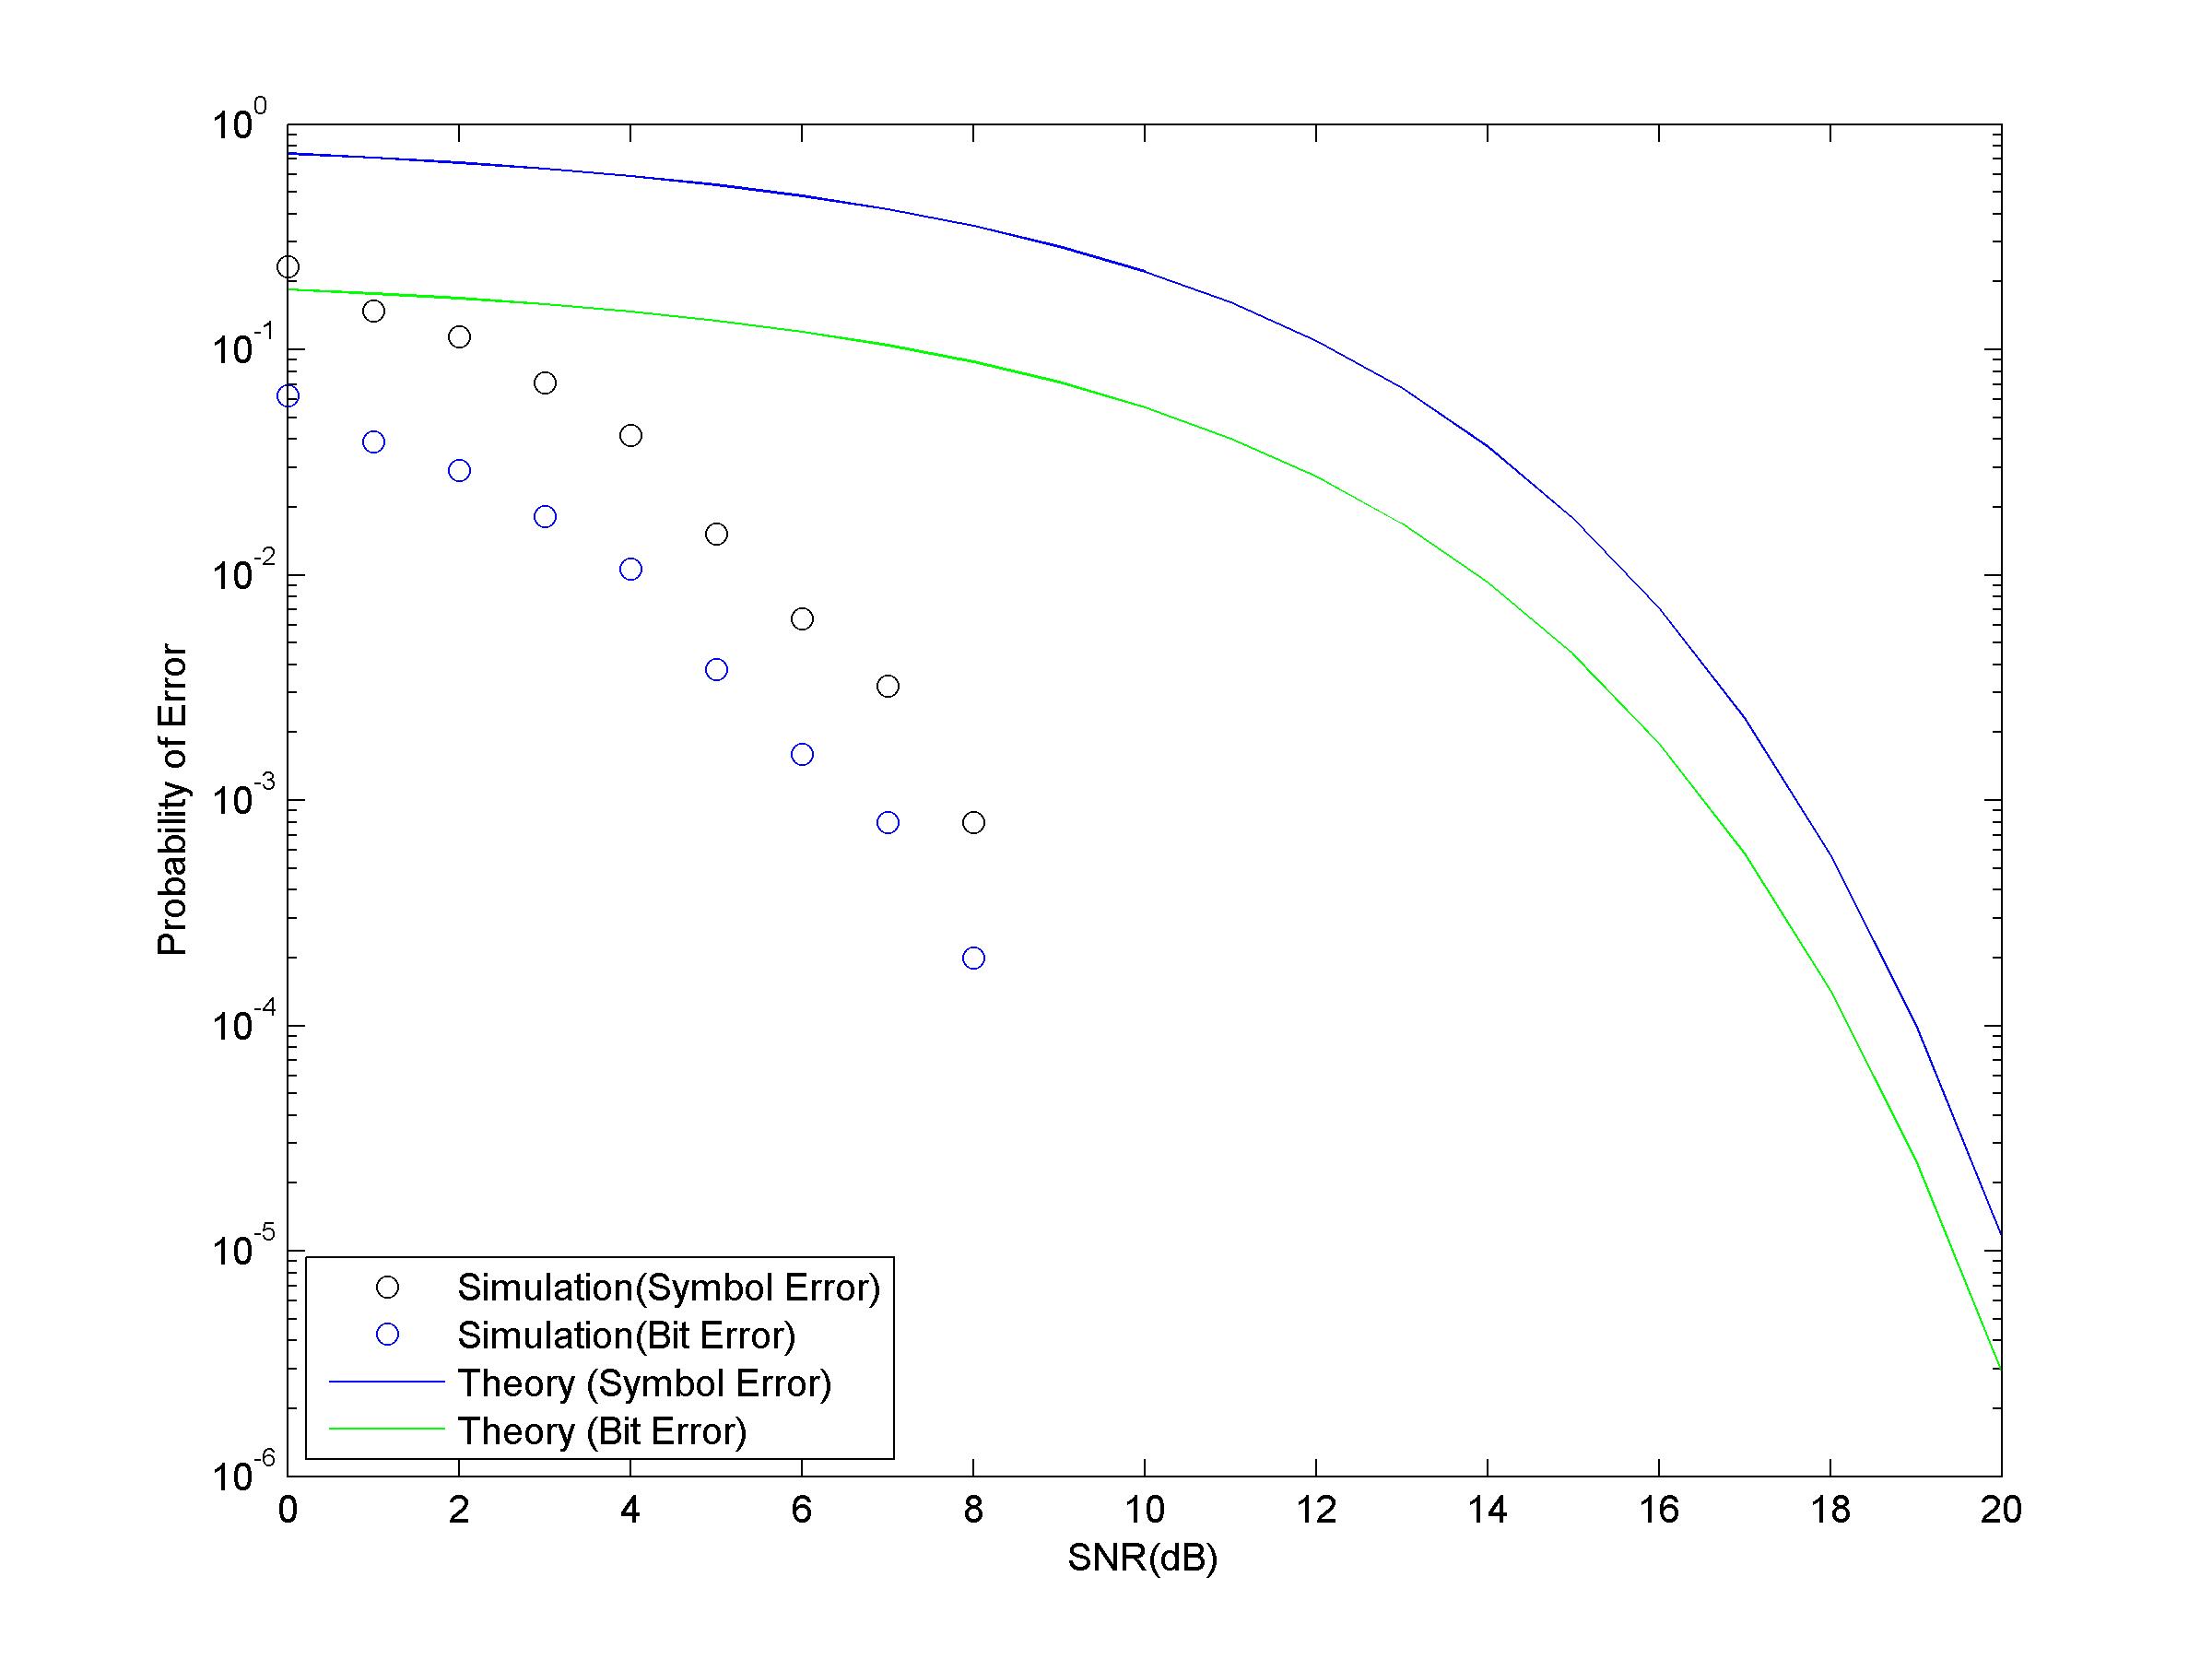 10^0
10^-1
10^-2
10^-3
10^-4
10^-5
10^-6
Probability of Error
Simulation(Symbol Error)
Simulation(Bit Error)
Theory (Symbol Error)
Theory (Bit Error)
0 2 4 6 8 10 12 14 16 18 20
SNR(dB)